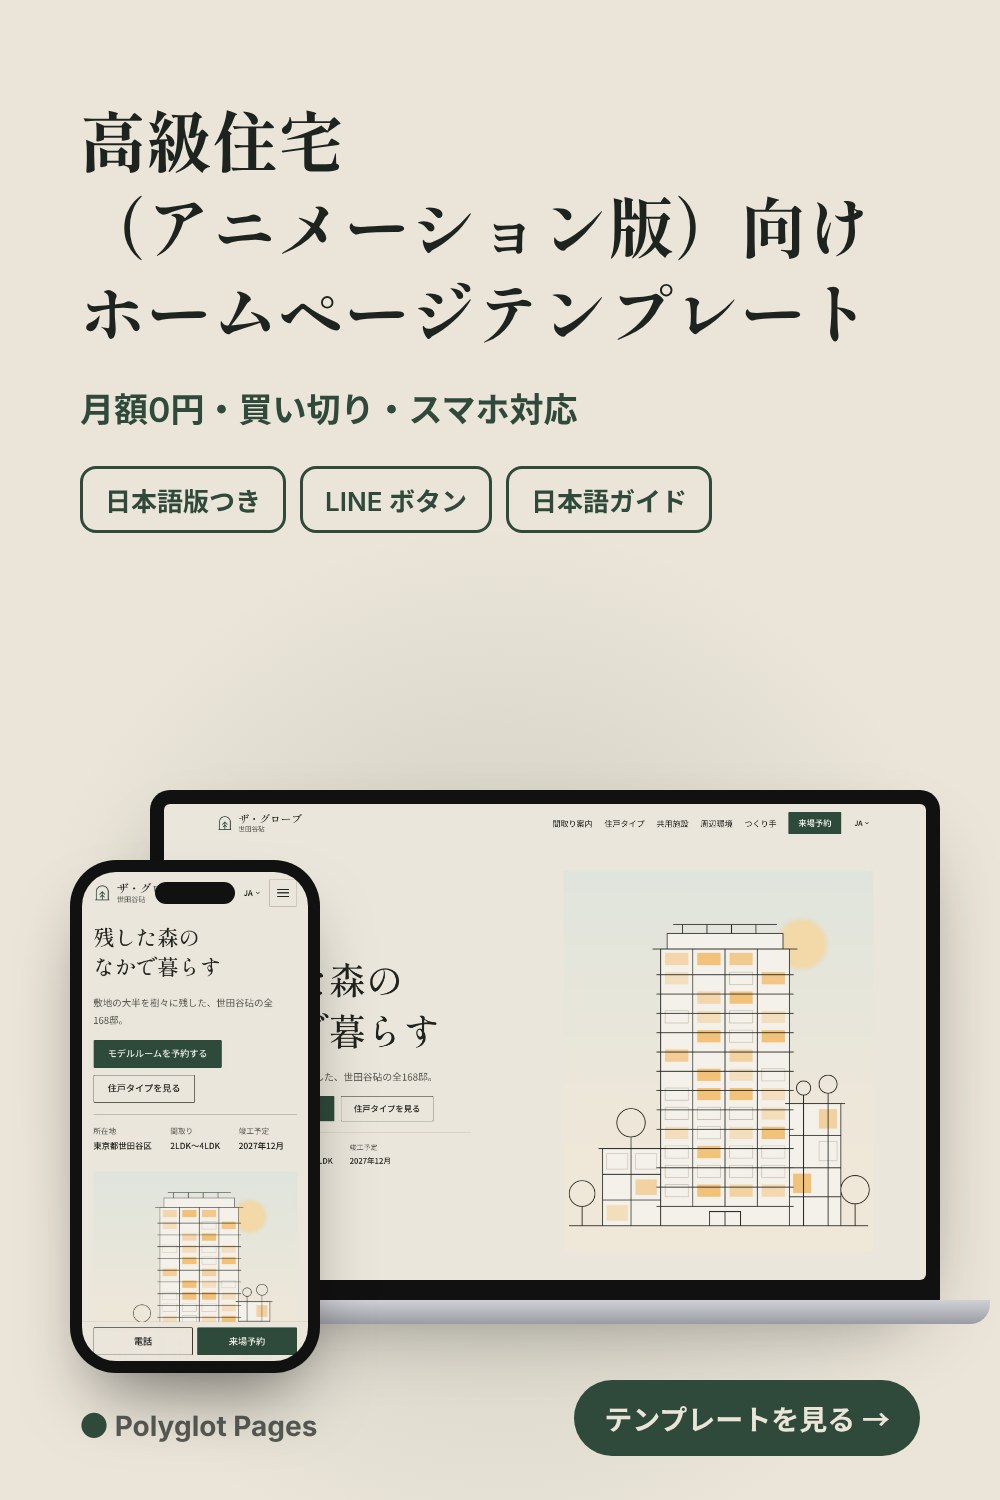 高級住宅
（アニメーション版）向け
ホームページテンプレート
月額0円・買い切り・スマホ対応
日本語版つき
LINE ボタン
日本語ガイド
ザ・グローブ
世田谷砧
間取り案内 住戸タイプ 共用施設 周辺環境 つくり手 来場予約 JA
森の
暮らす
した、世田谷砧の全168邸。
住戸タイプを見る
竣工予定
LDK 2027年12月
ザ・グ
世田谷砧
JA
残した森の
なかで暮らす
敷地の大半を樹々に残した、世田谷砧の全
168邸。
モデルルームを予約する
住戸タイプを見る
所在地 間取り 竣工予定
東京都世田谷区 2LDK〜4LDK 2027年12月
電話 来場予約
Polyglot Pages
テンプレートを見る →